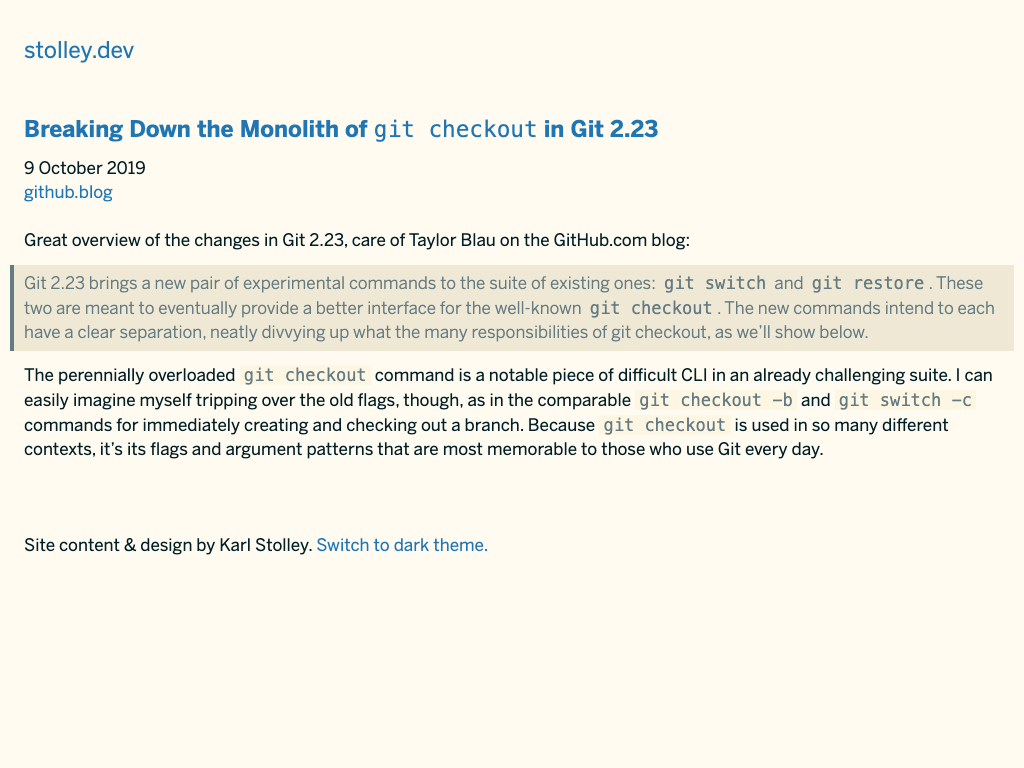 stolley.dev
Breaking Down the Monolith of git checkout in Git 2.23
9 October 2019
github.blog
Great overview of the changes in Git 2.23, care of Taylor Blau on the GitHub.com blog:
Git 2.23 brings a new pair of experimental commands to the suite of existing ones: git switch and git restore. These
two are meant to eventually provide a better interface for the well-known git checkout. The new commands intend to each
have a clear separation, neatly divvying up what the many responsibilities of git checkout, as we’ll show below.
The perennially overloaded git checkout command is a notable piece of difficult CLI in an already challenging suite. I can
easily imagine myself tripping over the old flags, though, as in the comparable git checkout -b and git switch -c
commands for immediately creating and checking out a branch. Because git checkout is used in so many different
contexts, it’s its flags and argument patterns that are most memorable to those who use Git every day.
Site content & design by Karl Stolley. Switch to dark theme.